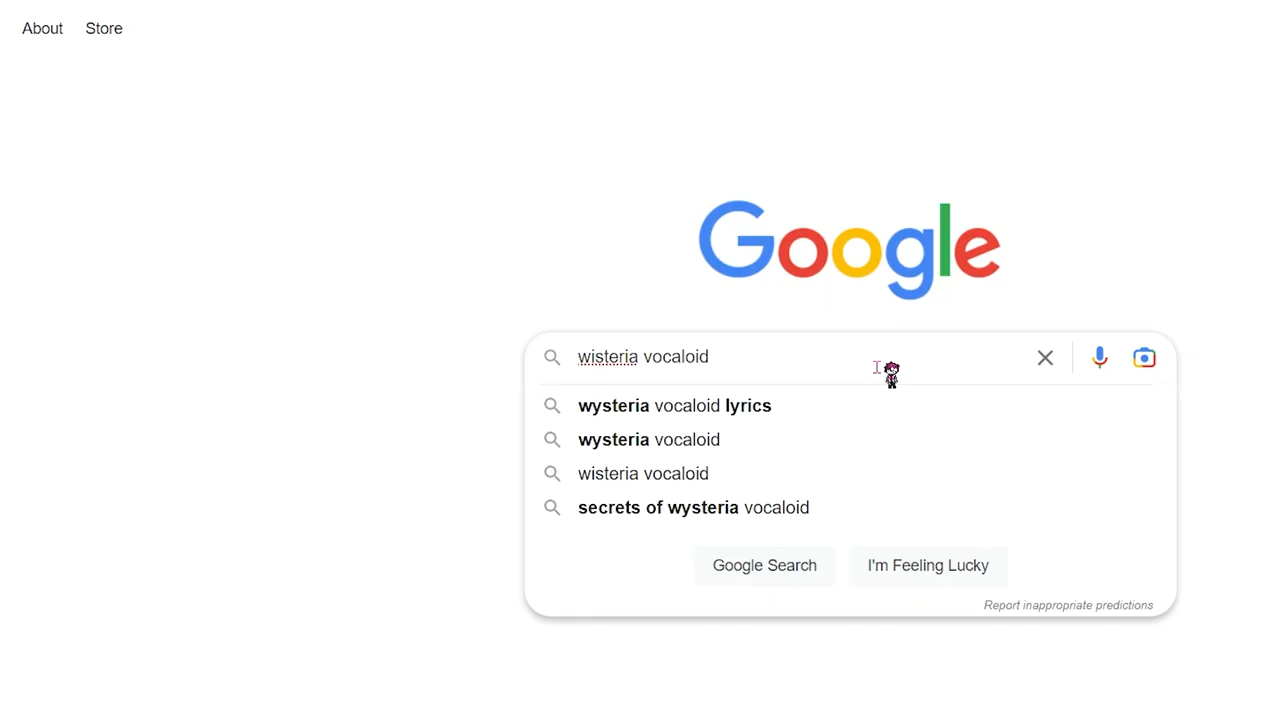 About Store
Google
wisteria vocaloid
wysteria vocaloid lyrics
wysteria vocaloid
wisteria vocaloid
secrets of wysteria vocaloid
Google Search I'm Feeling Lucky
Report inappropriate predictions